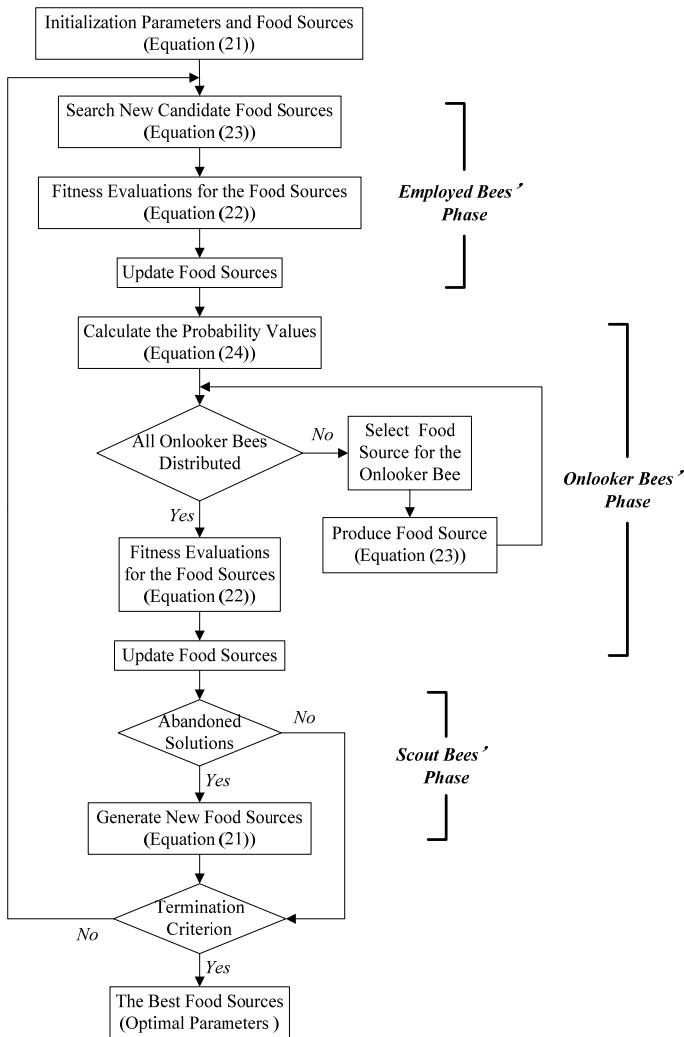 Initialization Parameters and Food Sources
(Equation (21))
Search New Candidate Food Sources
(Equation (23))
Fitness Evaluations for the Food Sources
(Equation (22))
Employed Bees’
Phase
Update Food Sources
Calculate the Probability Values
(Equation (24))
All Onlooker Bees
Distributed
No
Select Food
Source for the
Onlooker Bee
Onlooker Bees’
Phase
Yes
Produce Food Source
(Equation (23))
Fitness Evaluations
for the Food Sources
(Equation (22))
Update Food Sources
Abandoned
Solutions
No
Scout Bees’
Phase
Yes
Generate New Food Sources
(Equation (21))
Termination
Criterion
No
Yes
The Best Food Sources
(Optimal Parameters )